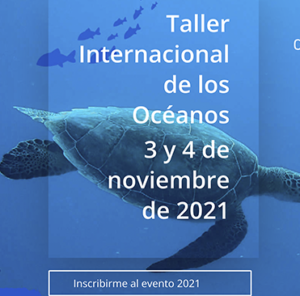 Taller
Internacional
de los
Océanos
3 y 4 de
noviembre
de 2021
Inscribirme al evento 2021